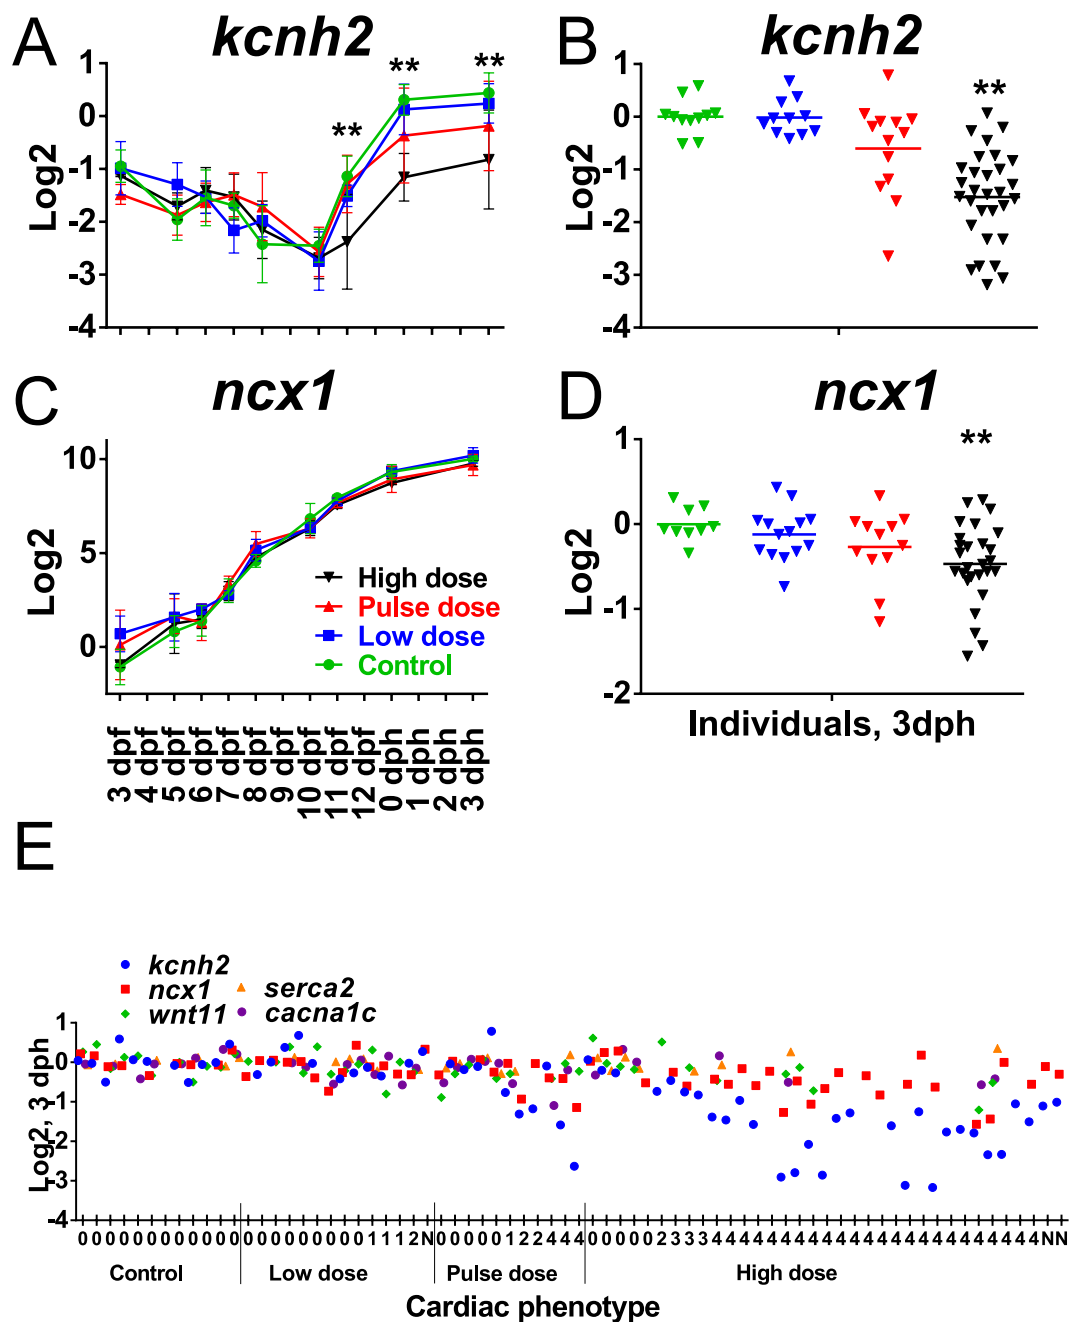 A
kcnh2
1
0
-1
-2
-3
-4
Log2
** ** **
B
kcnh2
1
0
-1
-2
-3
-4
Log2
**
C
ncx1
10
5
0
Log2
High dose
Pulse dose
Low dose
Control
3 dpf
4 dpf
5 dpf
6 dpf
7 dpf
8 dpf
9 dpf
10 dpf
11 dpf
12 dpf
0 dph
1 dph
2 dph
3 dph
D
ncx1
1
0
-1
-2
Log2
**
Individuals, 3dph
E
kcnh2
ncx1
wnt11
serca2
cacna1c
1
0
-1
-2
-3
-4
Log2, 3 dph
Control
Low dose
Pulse dose
High dose
Cardiac phenotype